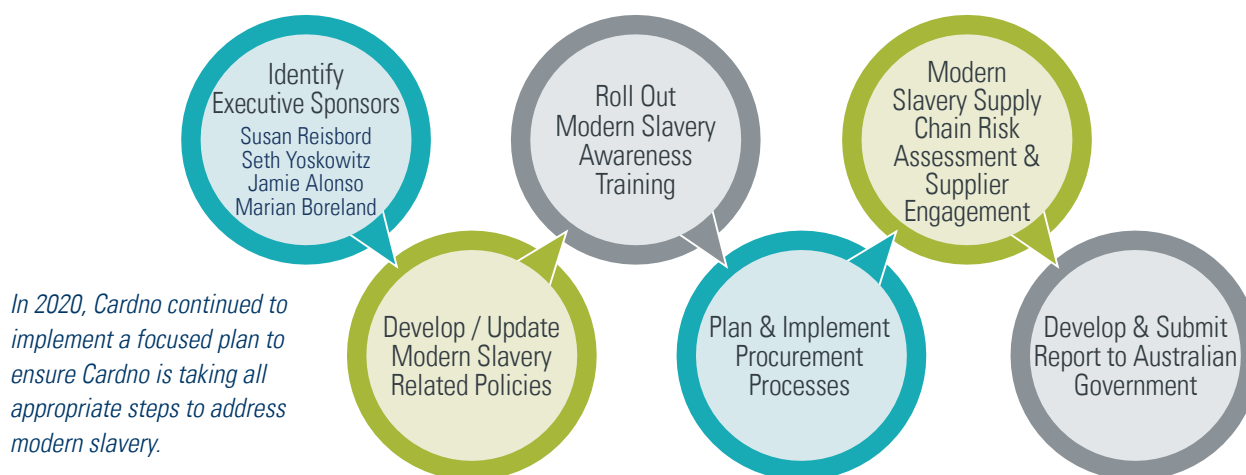 Identify
Executive Sponsors
Susan Reisbord
Seth Yoskowitz
Jamie Alonso
Marian Boreland
Develop / Update
Modern Slavery
Related Policies
Roll Out
Modern Slavery
Awareness
Training
Plan & Implement
Procurement
Processes
Modern
Slavery Supply
Chain Risk
Assessment &
Supplier
Engagement
Develop & Submit
Report to Australian
Government
In 2020, Cardno continued to
implement a focused plan to
ensure Cardno is taking all
appropriate steps to address
modern slavery.